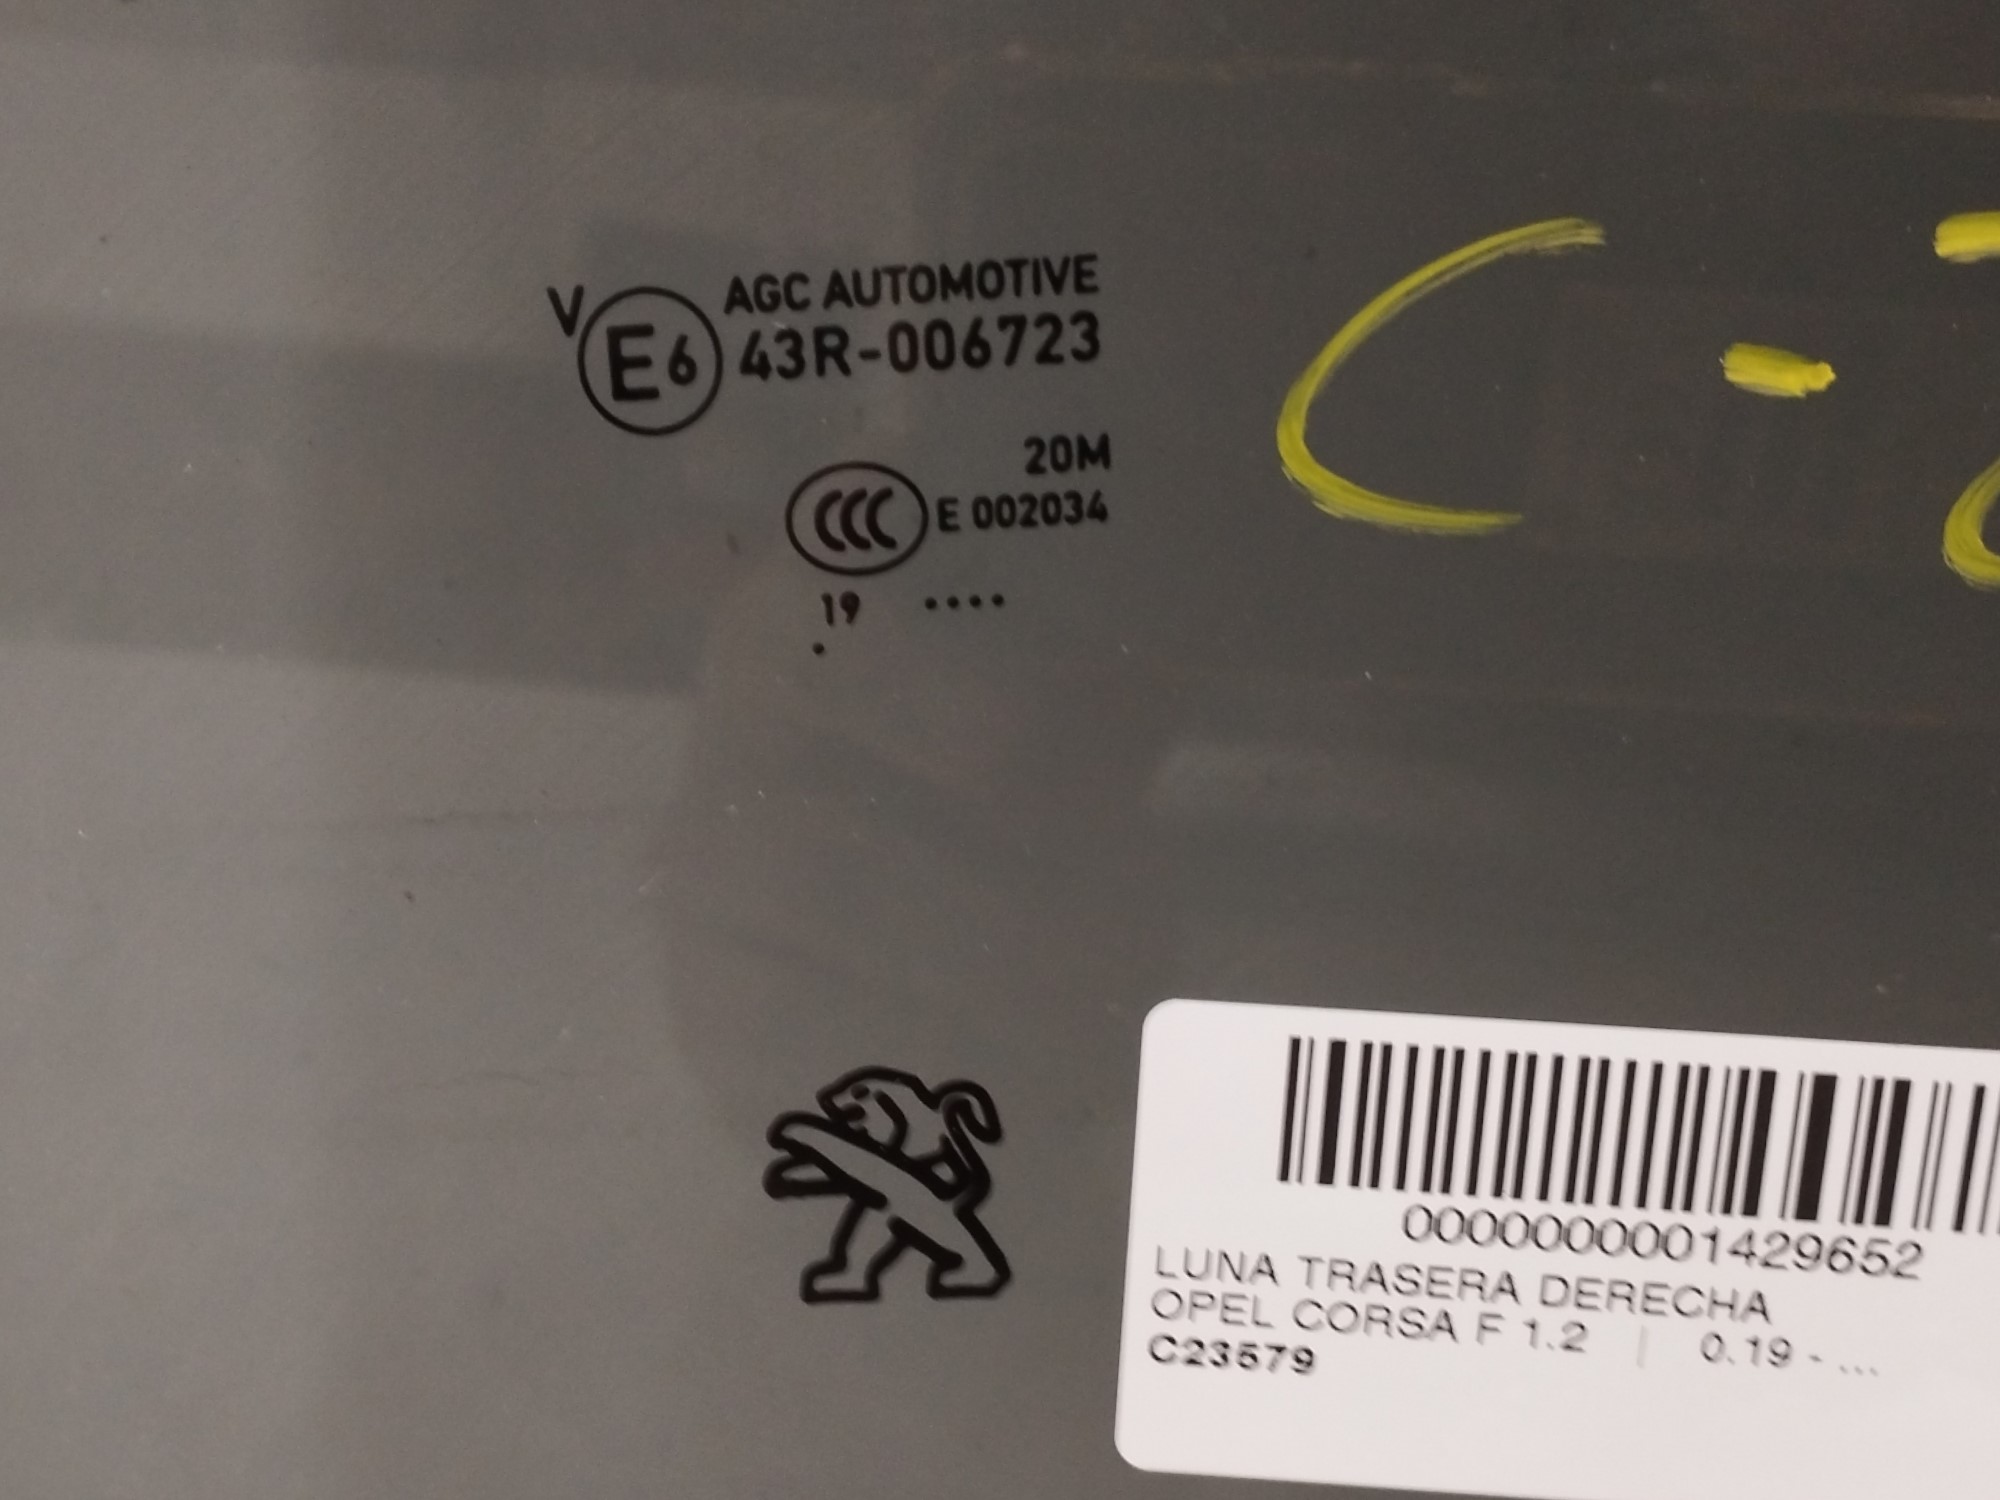 V E6 AGC AUTOMOTIVE
43R-006723
20M
CCC E 002034
19 ....
.
C-
0000000001429652
LUNA TRASERA DERECHA
OPEL CORSA F 1.2 | 0.19 - ...
C23579